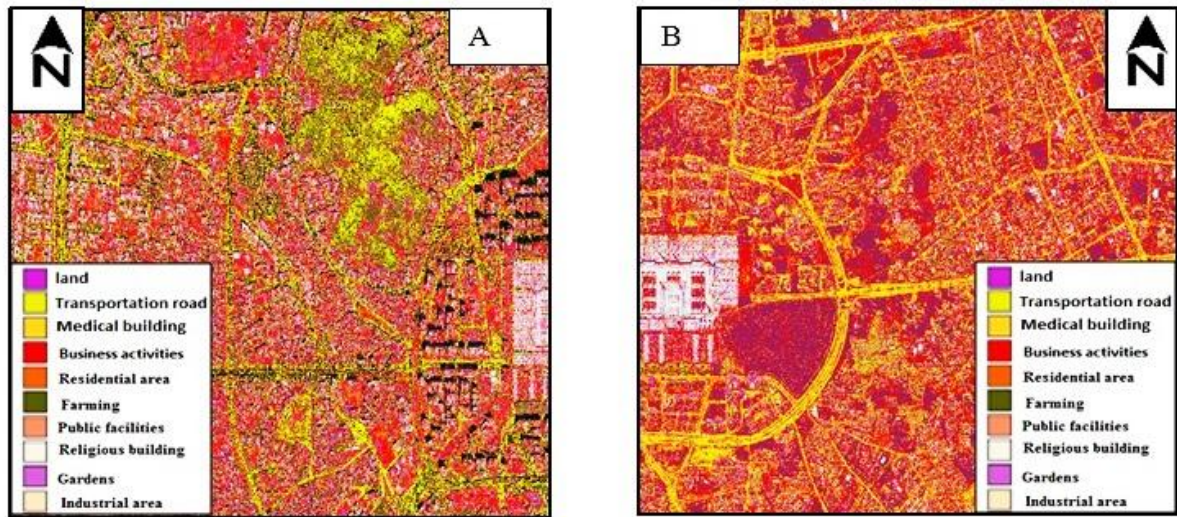 N
A
land
Transportation road
Medical building
Business activities
Residential area
Farming
Public facilities
Religious building
Gardens
Industrial area
B
N
land
Transportation road
Medical building
Business activities
Residential area
Farming
Public facilities
Religious building
Gardens
Industrial area